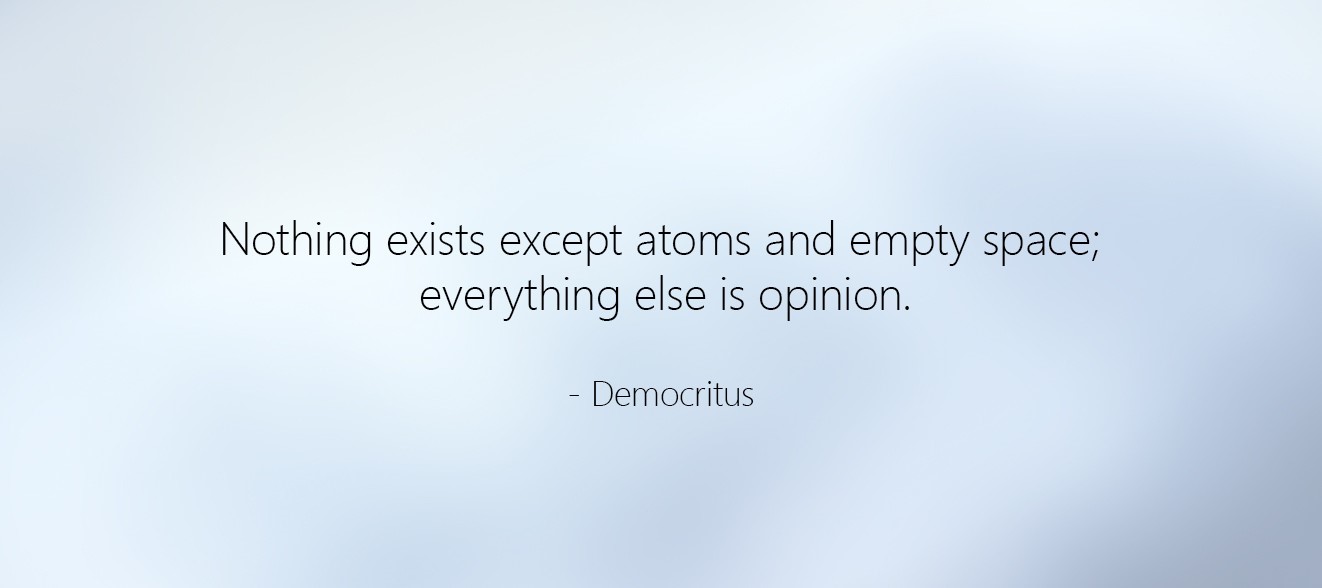 Nothing exists except atoms and empty space;
everything else is opinion.
- Democritus